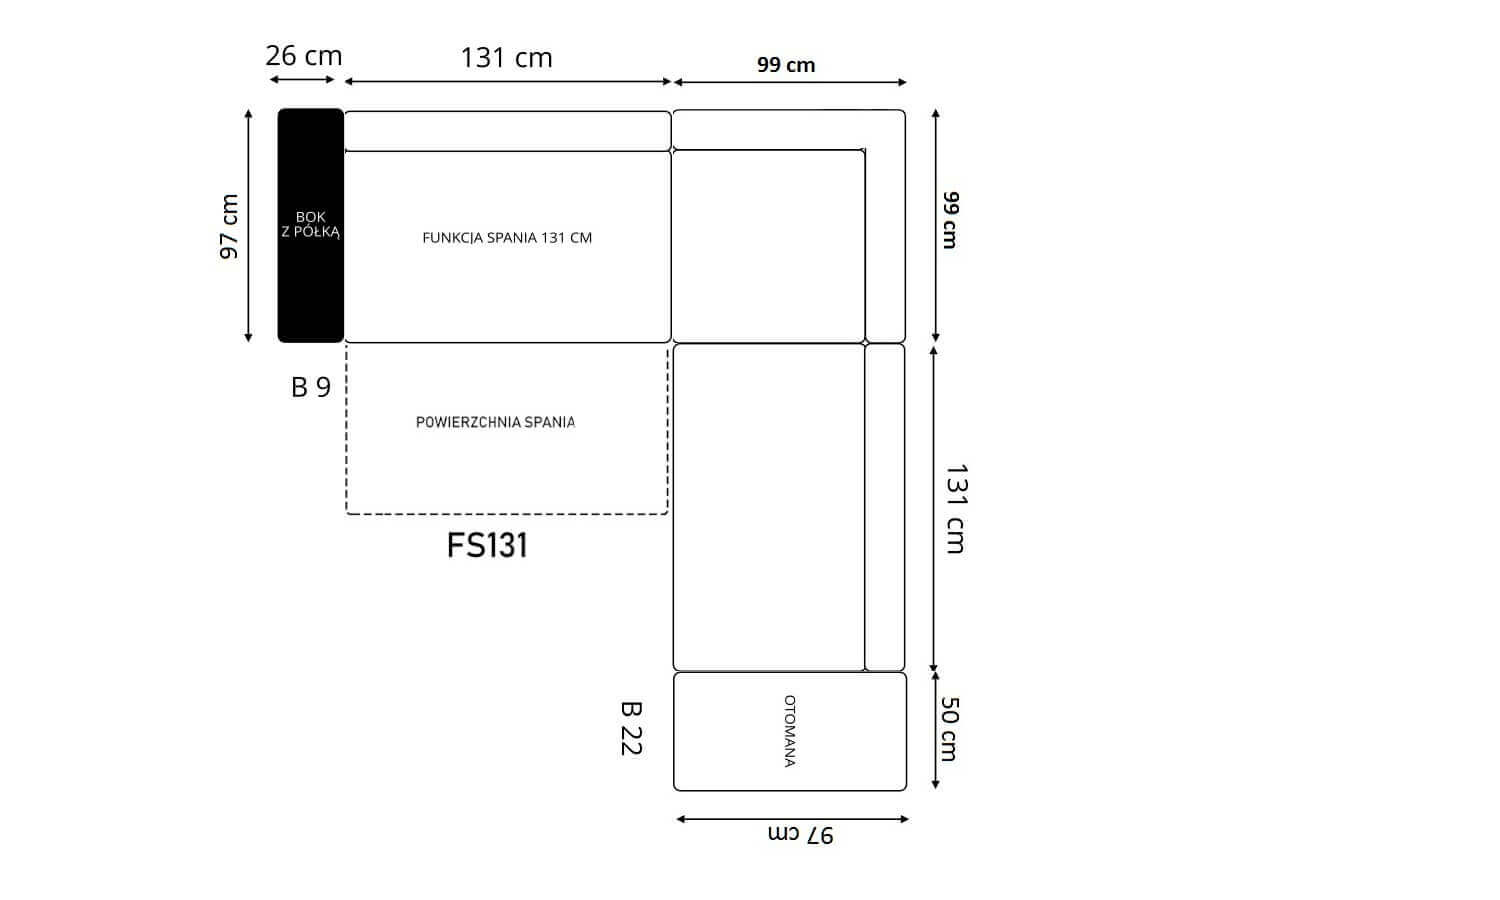 26 cm
131 cm
99 cm
97 cm
BOK
Z PÓŁKĄ
FUNKCJA SPANIA 131 CM
99 cm
B 9
POWIERZCHNIA SPANIA
131 cm
FS131
B 22
OTOMANA
50 cm
97 cm